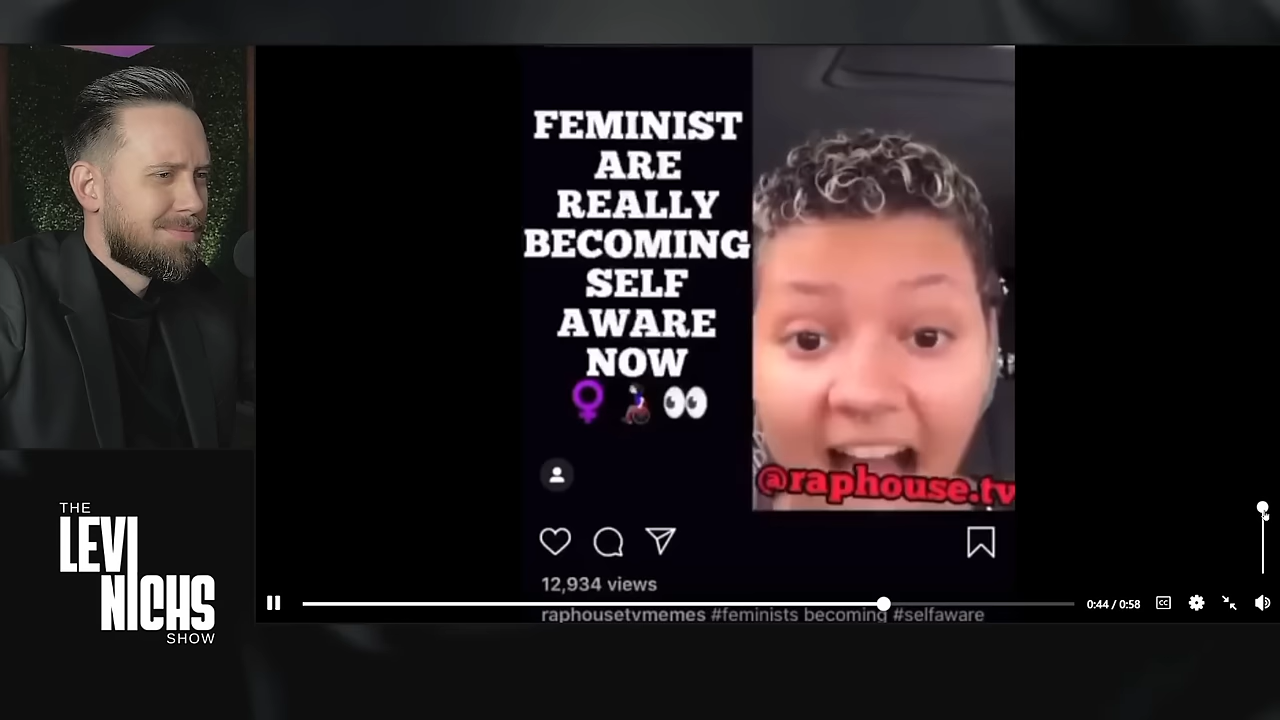 FEMINIST
ARE
REALLY
BECOMING
SELF
AWARE
NOW
@raphouse.tv
12,934 views
raphousetvmemes #feminists becoming #selfaware
0:44 / 0:58
CC
THE
LEVI
NICHS
SHOW